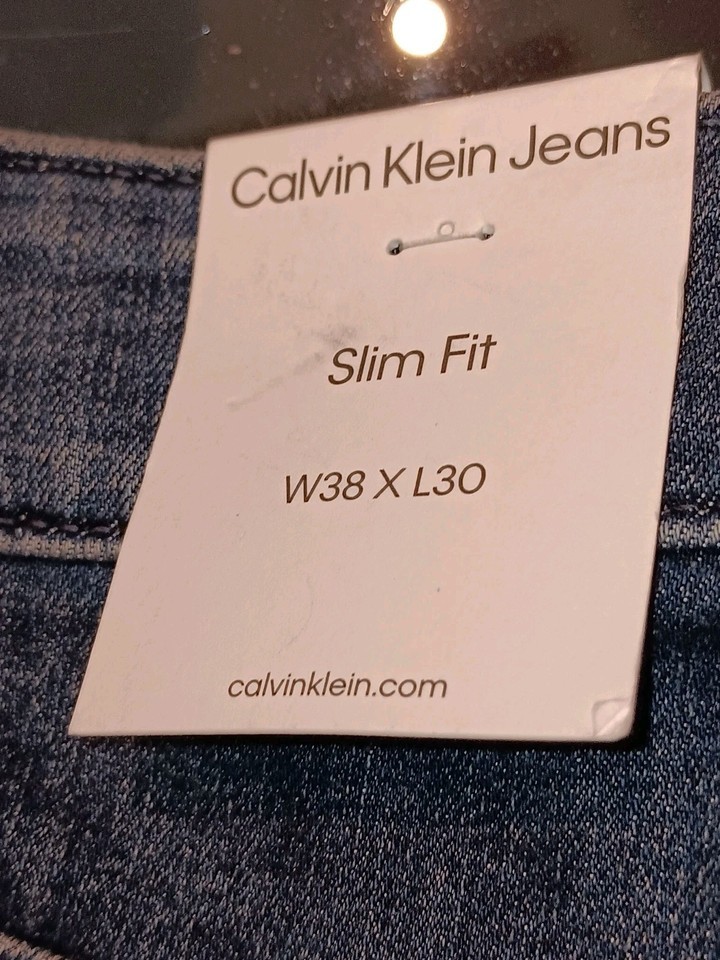 Calvin Klein Jeans
Slim Fit
W38 X L30
calvinklein.com